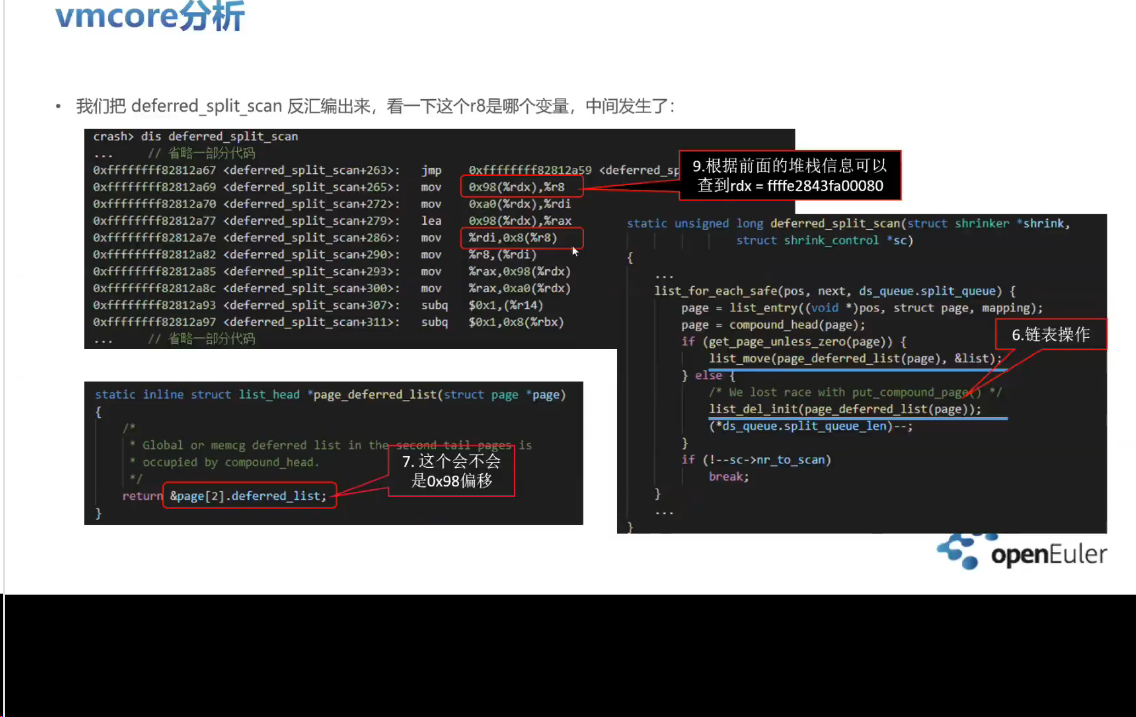 vmcore分析
• 我们把 deferred_split_scan 反汇编出来，看一下这个r8是哪个变量，中间发生了：
crash> dis deferred_split_scan
... // 省略一部分代码
0xffffffff82812a67 <deferred_split_scan+263>: jmp 0xffffffff82812a59 <deferred_sp
0xffffffff82812a69 <deferred_split_scan+265>: mov 0x98(%rdx),%r8
0xffffffff82812a70 <deferred_split_scan+272>: mov 0xa0(%rdx),%rdi
0xffffffff82812a77 <deferred_split_scan+279>: lea 0x98(%rdx),%rax
0xffffffff82812a7e <deferred_split_scan+286>: mov %rdi,0x8(%r8)
0xffffffff82812a82 <deferred_split_scan+290>: mov %r8,(%rdi)
0xffffffff82812a85 <deferred_split_scan+293>: mov %rax,0x98(%rdx)
0xffffffff82812a8c <deferred_split_scan+300>: mov %rax,0xa0(%rdx)
0xffffffff82812a93 <deferred_split_scan+307>: subq $0x1,(%r14)
0xffffffff82812a97 <deferred_split_scan+311>: subq $0x1,0x8(%rbx)
... // 省略一部分代码
9.根据前面的堆栈信息可以
查到rdx = ffffe2843fa00080
static unsigned long deferred_split_scan(struct shrinker *shrink,
struct shrink_control *sc)
{
...
list_for_each_safe(pos, next, ds_queue.split_queue) {
page = list_entry((void *)pos, struct page, mapping);
page = compound_head(page);
if (get_page_unless_zero(page)) {
list_move(page_deferred_list(page), &list);
} else {
/* We lost race with put_compound_page() */
list_del_init(page_deferred_list(page));
(*ds_queue.split_queue_len)--;
}
if (!--sc->nr_to_scan)
break;
}
...
}
6.链表操作
static inline struct list_head *page_deferred_list(struct page *page)
{
/*
* Global or memcg deferred list in the second tail pages is
* occupied by compound_head.
*/
return &page[2].deferred_list;
}
7. 这个会不会
是0x98偏移
openEuler